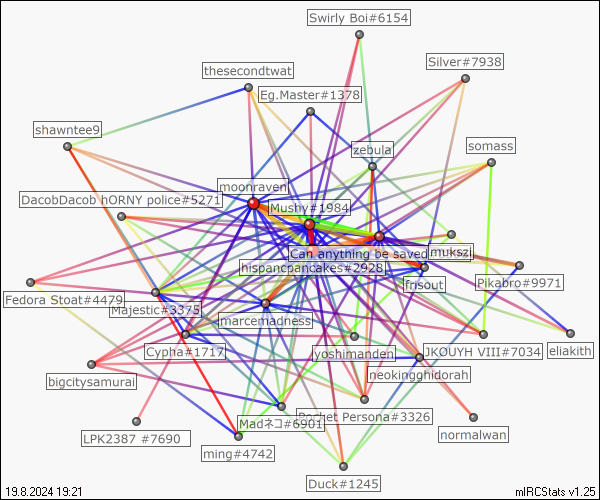 Swirly Boi#6154
Silver#7938
thesecondtwat
Eg.Master#1378
shawntee9
zebula
somass
moonraven
DacobDacob hORNY police#5271
Mushy#1984
Can anything be saved
mukszi
hispancpancakes#2928
Pikabro#9971
frisout
Fedora Stoat#4479
Majestic#3375
marcemadness
Cypha#1717
yoshimanden
JKOUYH VIII#7034
eliakith
neokingghidorah
bigcitysamurai
Madネコ#6901
Persona#3326
LPK2387 #7690
normalwan
ming#4742
Duck#1245
19.8.2024 19:21
mIRCStats v1.25